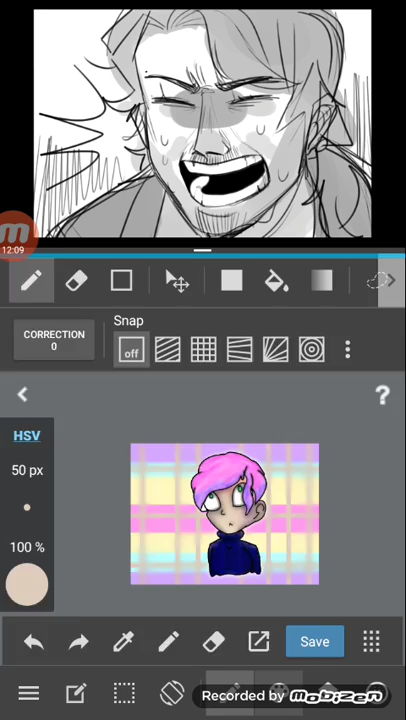 12:09
CORRECTION
0
Snap
off
HSV
?
50 px
100 %
Save
Recorded by MOBIZEN